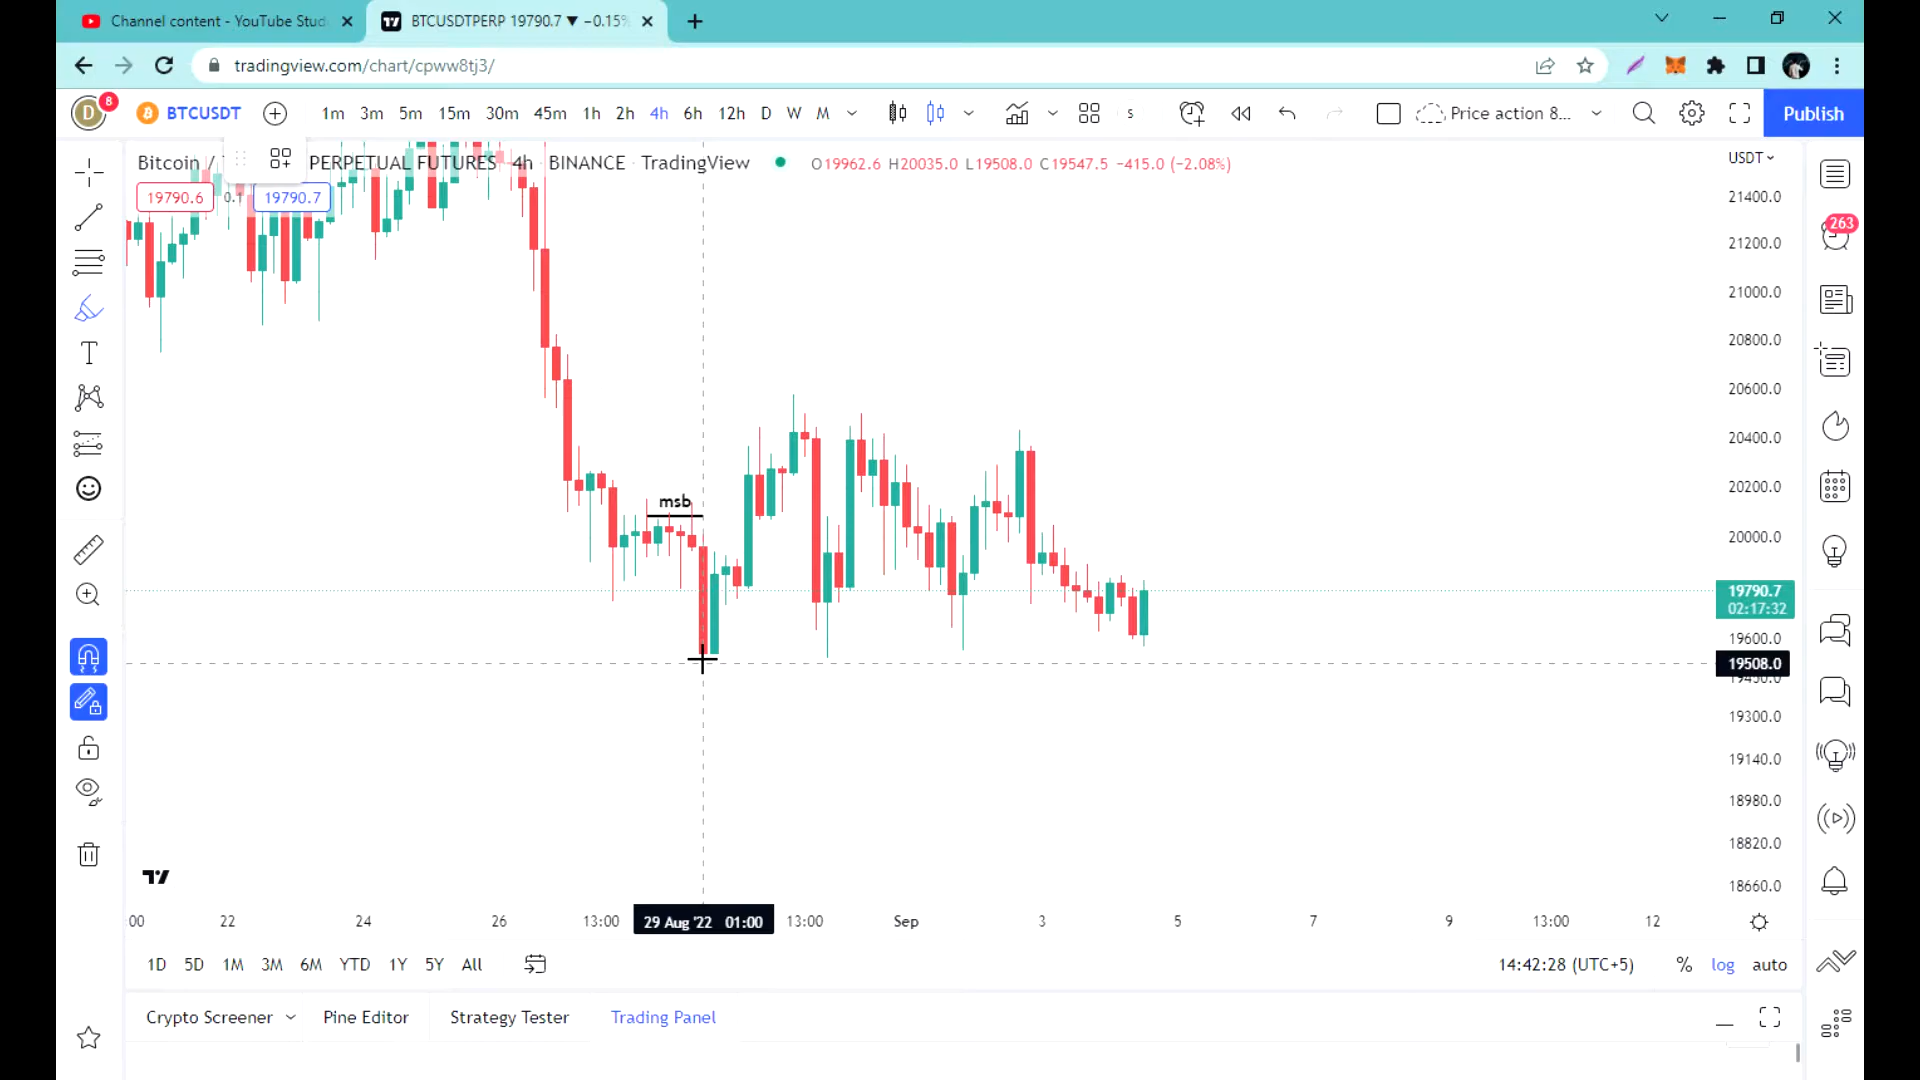 Channel content - YouTube Stud
BTCUSDTPERP 19790.7 ▼ −0.15%
tradingview.com/chart/cpww8tj3/
D
8
BTCUSDT
1m 3m 5m 15m 30m 45m 1h 2h 4h 6h 12h D W M
s
Price action 8...
Publish
Bitcoin / PERPETUAL FUTURES · 4h · BINANCE · TradingView
O19962.6 H20035.0 L19508.0 C19547.5 −415.0 (−2.08%)
USDT
19790.6 0.1 19790.7
263
21400.0
21200.0
21000.0
20800.0
20600.0
20400.0
20200.0
msb
20000.0
19790.7
02:17:32
19600.0
19508.0
19300.0
19140.0
18980.0
18820.0
18660.0
:00 22 24 26 13:00 29 Aug '22 01:00 13:00 Sep 3 5 7 9 13:00 12
1D 5D 1M 3M 6M YTD 1Y 5Y All
14:42:28 (UTC+5) % log auto
Crypto Screener Pine Editor Strategy Tester Trading Panel